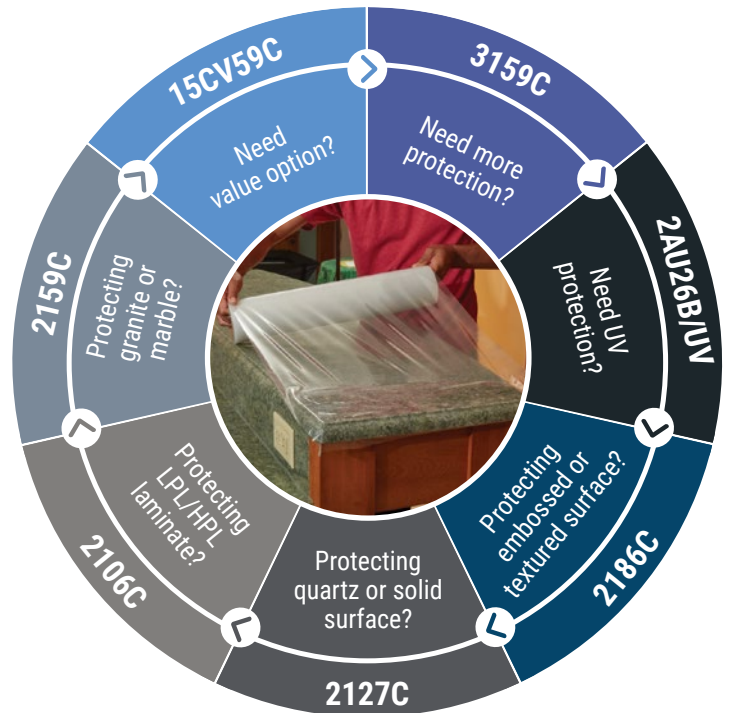 3159C
Need more
protection?
2AU26B/UV
Need UV
protection?
2186C
Protecting
embossed or
textured surface?
Protecting
quartz or solid
surface?
2127C
2106C
Protecting
LPL/HPL
laminate?
2159C
Protecting
granite or
marble?
15CV59C
Need
value option?